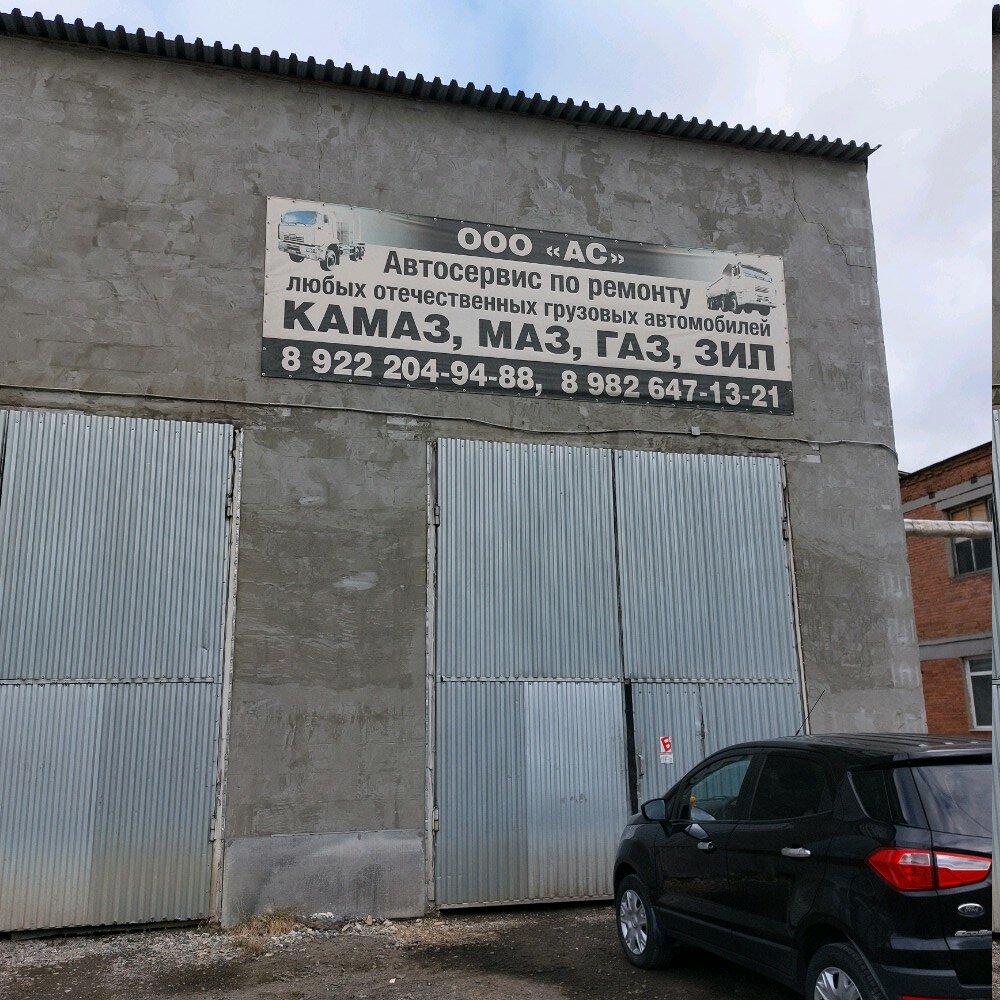 ООО «АС»
Автосервис по ремонту
любых отечественных грузовых автомобилей
КАМАЗ, МАЗ, ГАЗ, ЗИЛ
8 922 204-94-88, 8 982 647-13-21